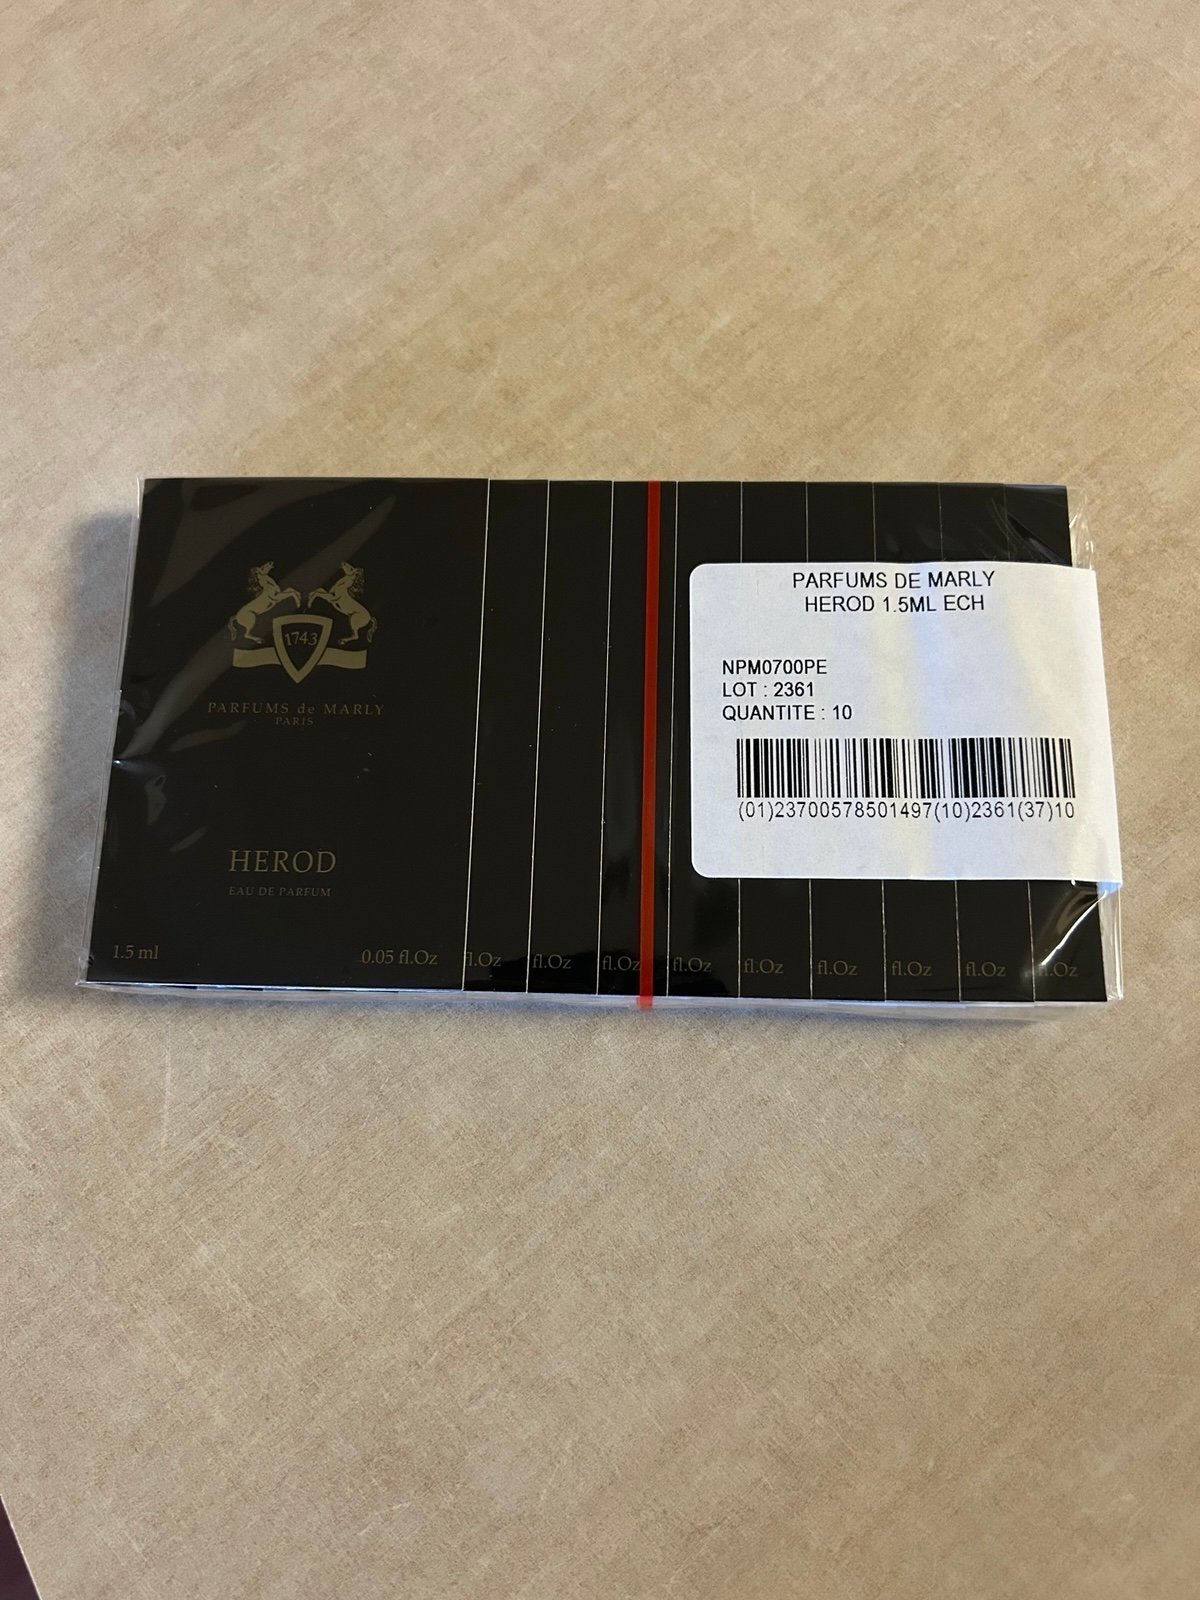 1743
PARFUMS de MARLY
PARIS
HEROD
EAU DE PARFUM
1.5 ml
0.05 fl.Oz
fl.Oz
fl.Oz
fl.Oz
fl.Oz
fl.Oz
fl.Oz
fl.Oz
fl.Oz
fl.Oz
PARFUMS DE MARLY
HEROD 1.5ML ECH
NPM0700PE
LOT : 2361
QUANTITE : 10
(01)23700578501497(10)2361(37)10